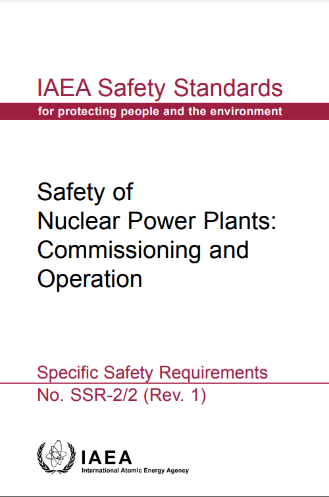 IAEA Safety Standards
for protecting people and the environment
Safety of
Nuclear Power Plants:
Commissioning and
Operation
Specific Safety Requirements
No. SSR-2/2 (Rev. 1)
IAEA
International Atomic Energy Agency